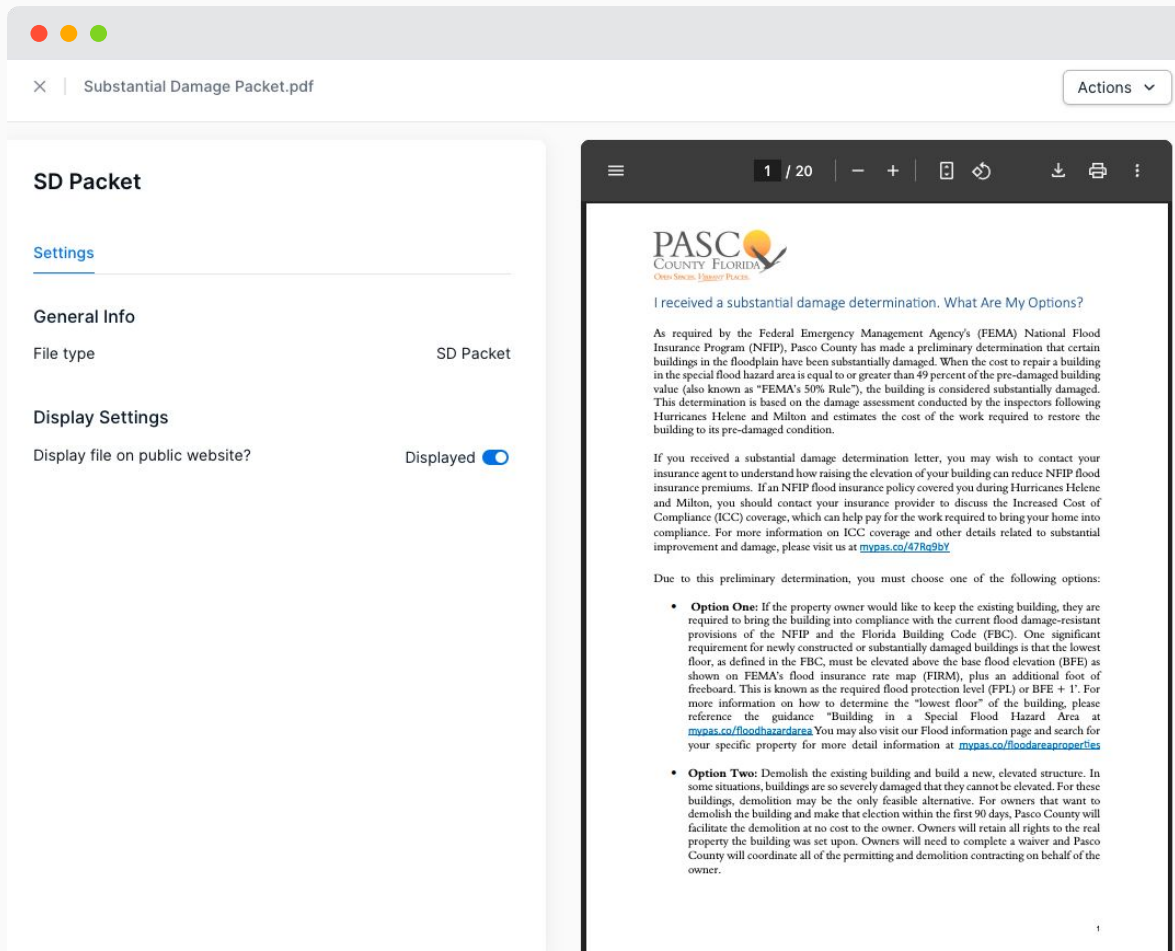 Substantial Damage Packet.pdf
Actions
SD Packet
Settings
General Info
File type
SD Packet
Display Settings
Display file on public website?
Displayed
1 / 20
PASCO
COUNTY FLORIDA
OPEN SPACES. VIBRANT PLACES.
I received a substantial damage determination. What Are My Options?
As required by the Federal Emergency Management Agency's (FEMA) National Flood
Insurance Program (NFIP), Pasco County has made a preliminary determination that certain
buildings in the floodplain have been substantially damaged. When the cost to repair a building
in the special flood hazard area is equal to or greater than 49 percent of the pre-damaged building
value (also known as “FEMA’s 50% Rule”), the building is considered substantially damaged.
This determination is based on the damage assessment conducted by the inspectors following
Hurricanes Helene and Milton and estimates the cost of the work required to restore the
building to its pre-damaged condition.
If you received a substantial damage determination letter, you may wish to contact your
insurance agent to understand how raising the elevation of your building can reduce NFIP flood
insurance premiums. If an NFIP flood insurance policy covered you during Hurricanes Helene
and Milton, you should contact your insurance provider to discuss the Increased Cost of
Compliance (ICC) coverage, which can help pay for the work required to bring your home into
compliance. For more information on ICC coverage and other details related to substantial
improvement and damage, please visit us at mypas.co/47Rq9bY
Due to this preliminary determination, you must choose one of the following options:
• Option One: If the property owner would like to keep the existing building, they are
required to bring the building into compliance with the current flood damage-resistant
provisions of the NFIP and the Florida Building Code (FBC). One significant
requirement for newly constructed or substantially damaged buildings is that the lowest
floor, as defined in the FBC, must be elevated above the base flood elevation (BFE) as
shown on FEMA’s flood insurance rate map (FIRM), plus an additional foot of
freeboard. This is known as the required flood protection level (FPL) or BFE + 1’. For
more information on how to determine the “lowest floor” of the building, please
reference the guidance “Building in a Special Flood Hazard Area at
mypas.co/floodhazardarea You may also visit our Flood information page and search for
your specific property for more detail information at mypas.co/floodareaproperties
• Option Two: Demolish the existing building and build a new, elevated structure. In
some situations, buildings are so severely damaged that they cannot be elevated. For these
buildings, demolition may be the only feasible alternative. For owners that want to
demolish the building and make that election within the first 90 days, Pasco County will
facilitate the demolition at no cost to the owner. Owners will retain all rights to the real
property the building was set upon. Owners will need to complete a waiver and Pasco
County will coordinate all of the permitting and demolition contracting on behalf of the
owner.
1